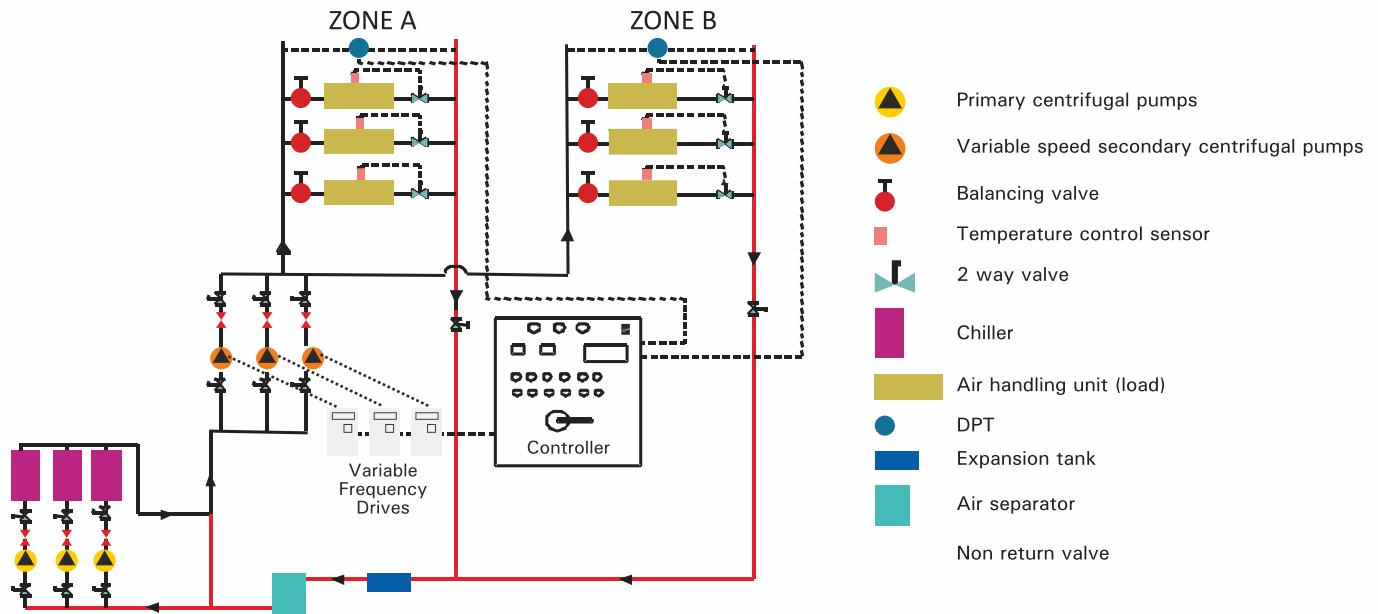 ZONE A
ZONE B
Primary centrifugal pumps
Variable speed secondary centrifugal pumps
Balancing valve
Temperature control sensor
2 way valve
Chiller
Air handling unit (load)
DPT
Expansion tank
Air separator
Non return valve
Controller
Variable
Frequency
Drives